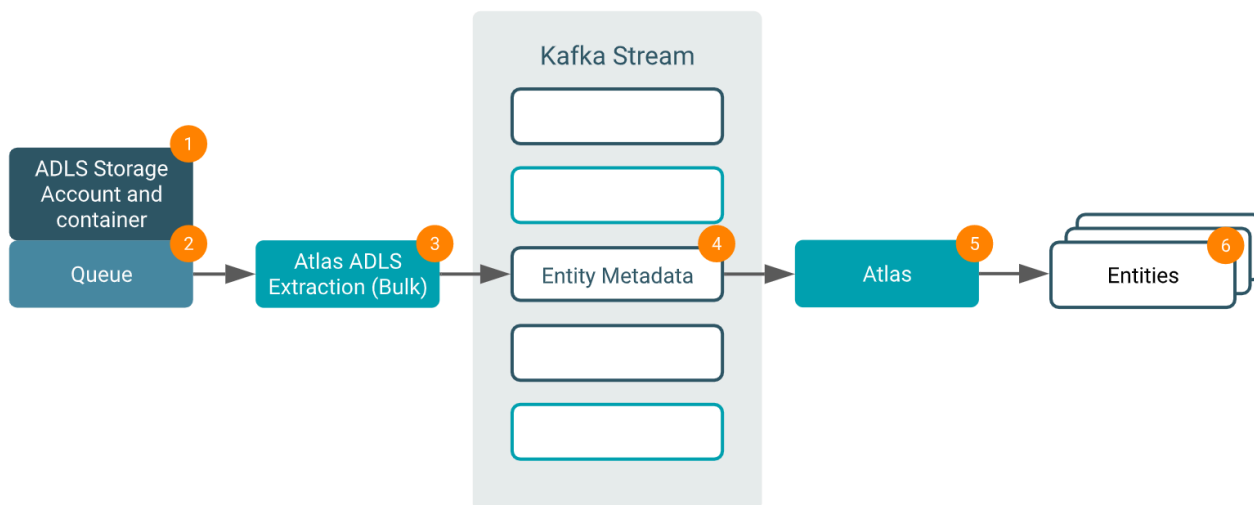 Kafka Stream
1
ADLS Storage
Account and
container
2
Queue
3
Atlas ADLS
Extraction (Bulk)
4
Entity Metadata
5
Atlas
6
Entities